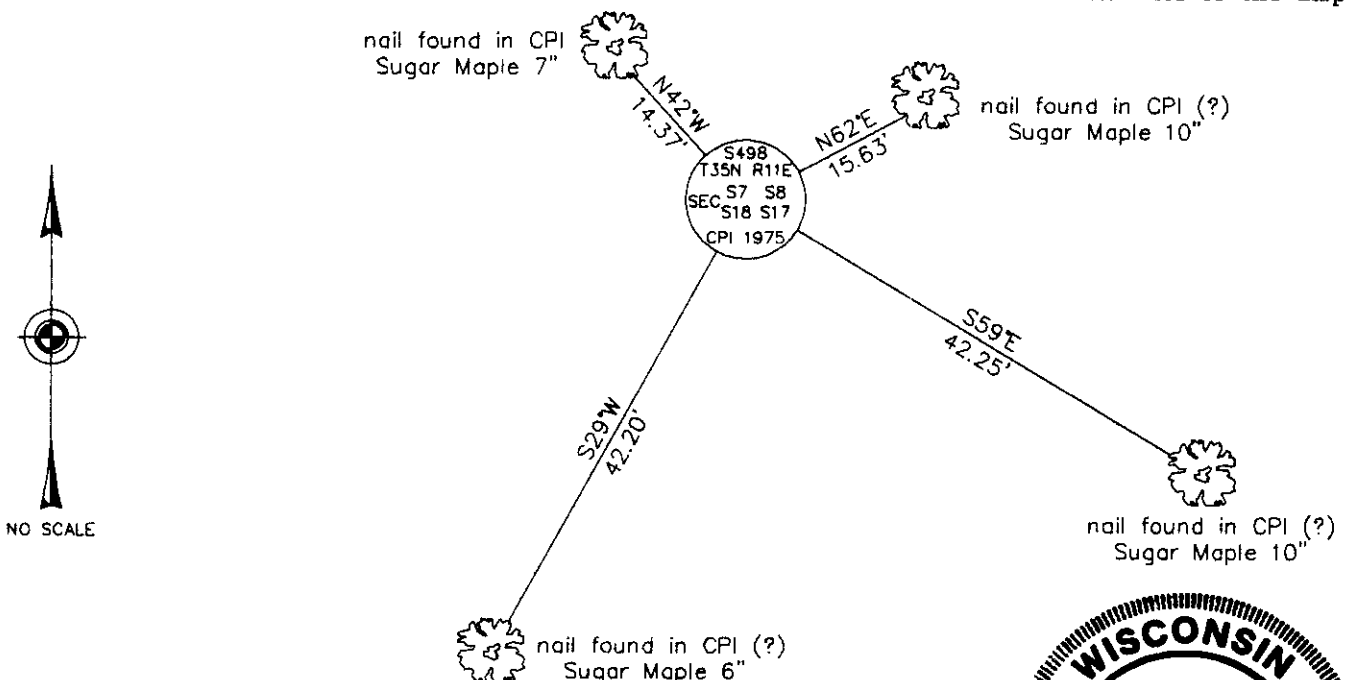 nail found in CPI
Sugar Maple 7"
N42°W
14.37'
nail found in CPI (?)
Sugar Maple 10"
N62°E
15.63'
S498
T35N R11E
SEC S7 S8
S18 S17
CPI 1975
S59°E
42.25'
S29°W
42.20'
NO SCALE
nail found in CPI (?)
Sugar Maple 10"
nail found in CPI (?)
Sugar Maple 6"
WISCONSIN